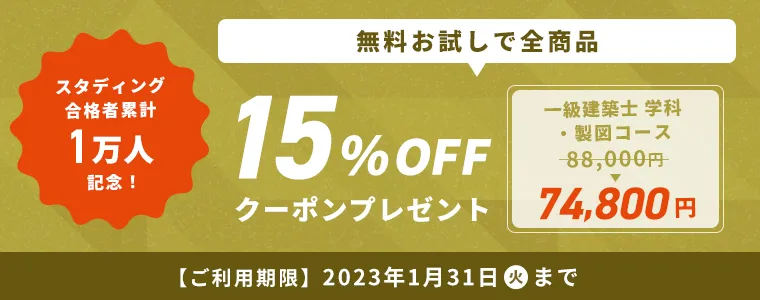 スタディング
合格者累計
1万人
記念！
無料お試しで全商品
15%OFF
クーポンプレゼント
一級建築士 学科
・製図コース
88,000円
74,800円
【ご利用期限】2023年1月31日火まで